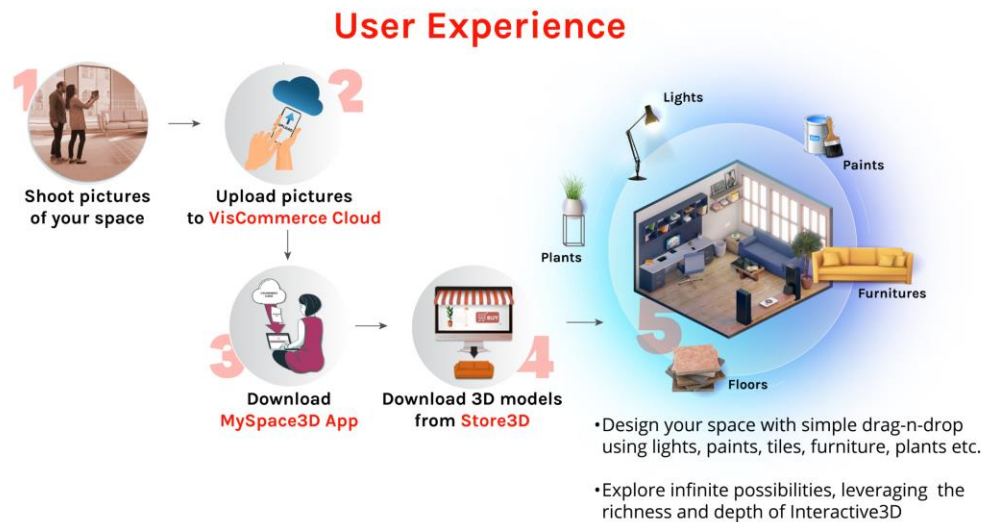 User Experience
1
2
Shoot pictures
of your space
UPLOAD
Upload pictures
to VisCommerce Cloud
3
Download
MySpace3D App
BUY
4
Download 3D models
from Store3D
5
Lights
Paints
Plants
Furnitures
Floors
•Design your space with simple drag-n-drop
using lights, paints, tiles, furniture, plants etc.
•Explore infinite possibilities, leveraging the
richness and depth of Interactive3D